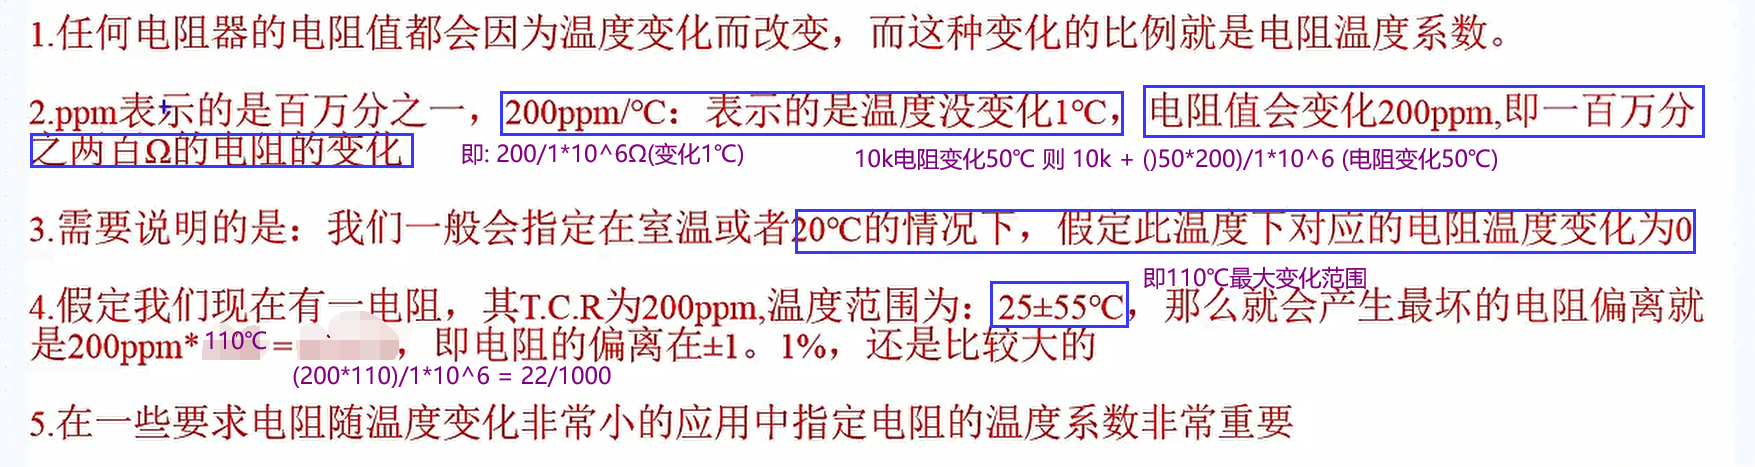 1.任何电阻器的电阻值都会因为温度变化而改变，而这种变化的比例就是电阻温度系数。
2.ppm表示的是百万分之一，200ppm/℃：表示的是温度没变化1℃，电阻值会变化200ppm,即一百万分
之两百Ω的电阻的变化
即: 200/1*10^6Ω(变化1℃)
10k电阻变化50℃ 则 10k + ()50*200)/1*10^6 (电阻变化50℃)
3.需要说明的是：我们一般会指定在室温或者20℃的情况下，假定此温度下对应的电阻温度变化为0
即110℃最大变化范围
4.假定我们现在有一电阻，其T.C.R为200ppm,温度范围为：25±55℃，那么就会产生最坏的电阻偏离就
是200ppm*110℃=，即电阻的偏离在±1。1%，还是比较大的
(200*110)/1*10^6 = 22/1000
5.在一些要求电阻随温度变化非常小的应用中指定电阻的温度系数非常重要